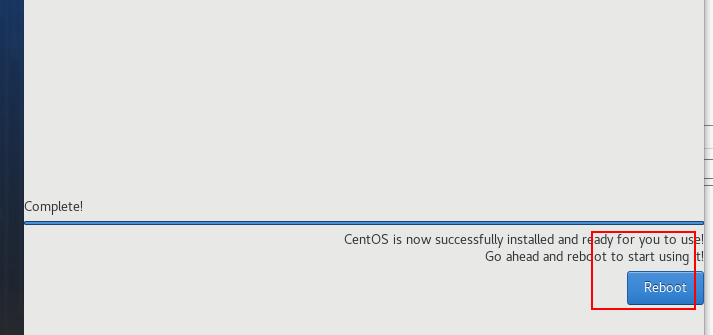 Complete!
CentOS is now successfully installed and ready for you to use!
Go ahead and reboot to start using it!
Reboot